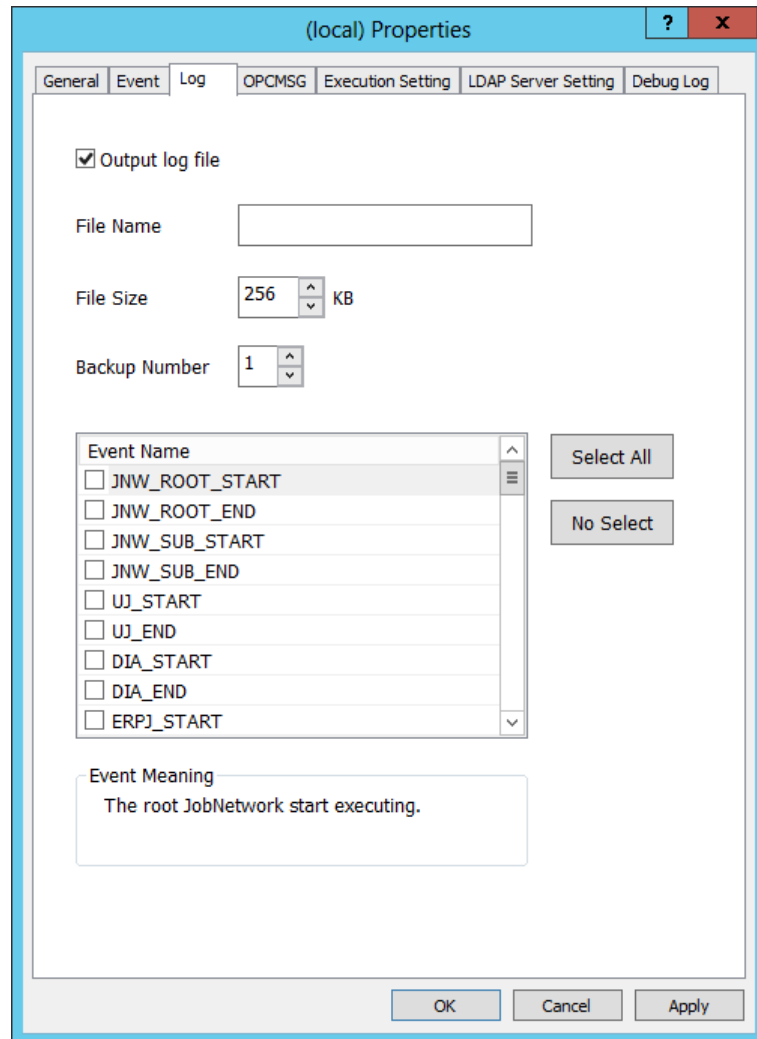 (local) Properties
? x
General Event Log OPCMSG Execution Setting LDAP Server Setting Debug Log
Output log file
File Name
File Size 256 KB
Backup Number 1
Event Name
Select All
JNW_ROOT_START
JNW_ROOT_END
No Select
JNW_SUB_START
JNW_SUB_END
UJ_START
UJ_END
DIA_START
DIA_END
ERPJ_START
Event Meaning
The root JobNetwork start executing.
OK Cancel Apply